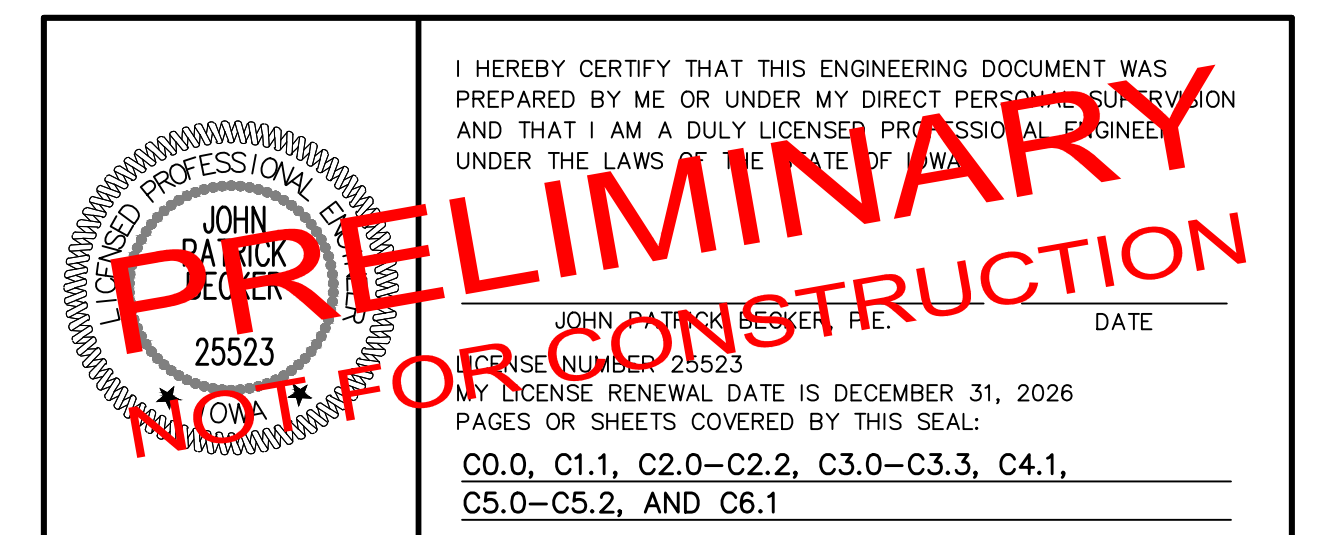 LICENSED PROFESSIONAL ENGINEER
JOHN
PATRICK
BECKER
25523
IOWA
I HEREBY CERTIFY THAT THIS ENGINEERING DOCUMENT WAS
PREPARED BY ME OR UNDER MY DIRECT PERSONAL SUPERVISION
AND THAT I AM A DULY LICENSED PROFESSIONAL ENGINEER
UNDER THE LAWS OF THE STATE OF IOWA
PRELIMINARY
NOT FOR CONSTRUCTION
JOHN PATRICK BECKER, P.E. DATE
LICENSE NUMBER 25523
MY LICENSE RENEWAL DATE IS DECEMBER 31, 2026
PAGES OR SHEETS COVERED BY THIS SEAL:
C0.0, C1.1, C2.0-C2.2, C3.0-C3.3, C4.1,
C5.0-C5.2, AND C6.1